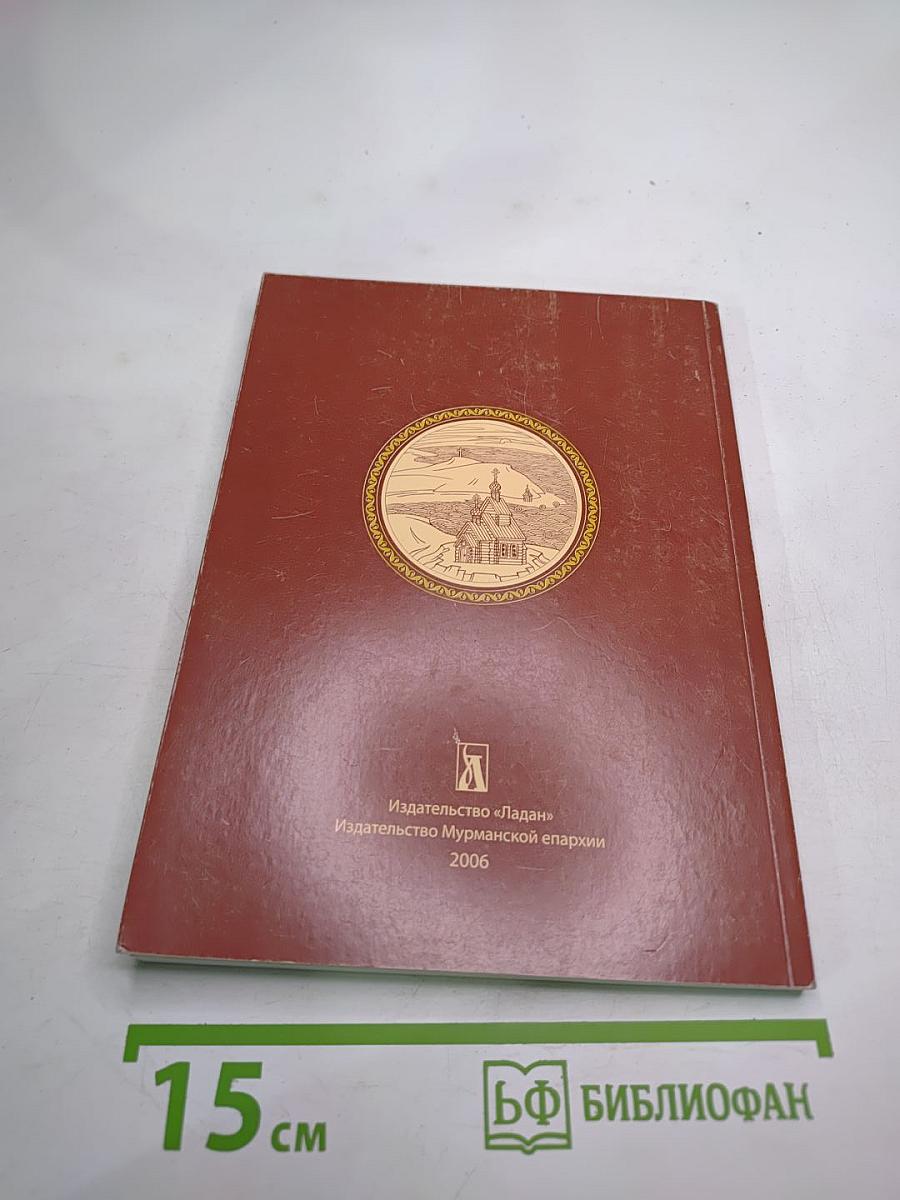 Л
Издательство «Ладан»
Издательство Мурманской епархии
2006
15 см
БФ БИБЛИОФАН